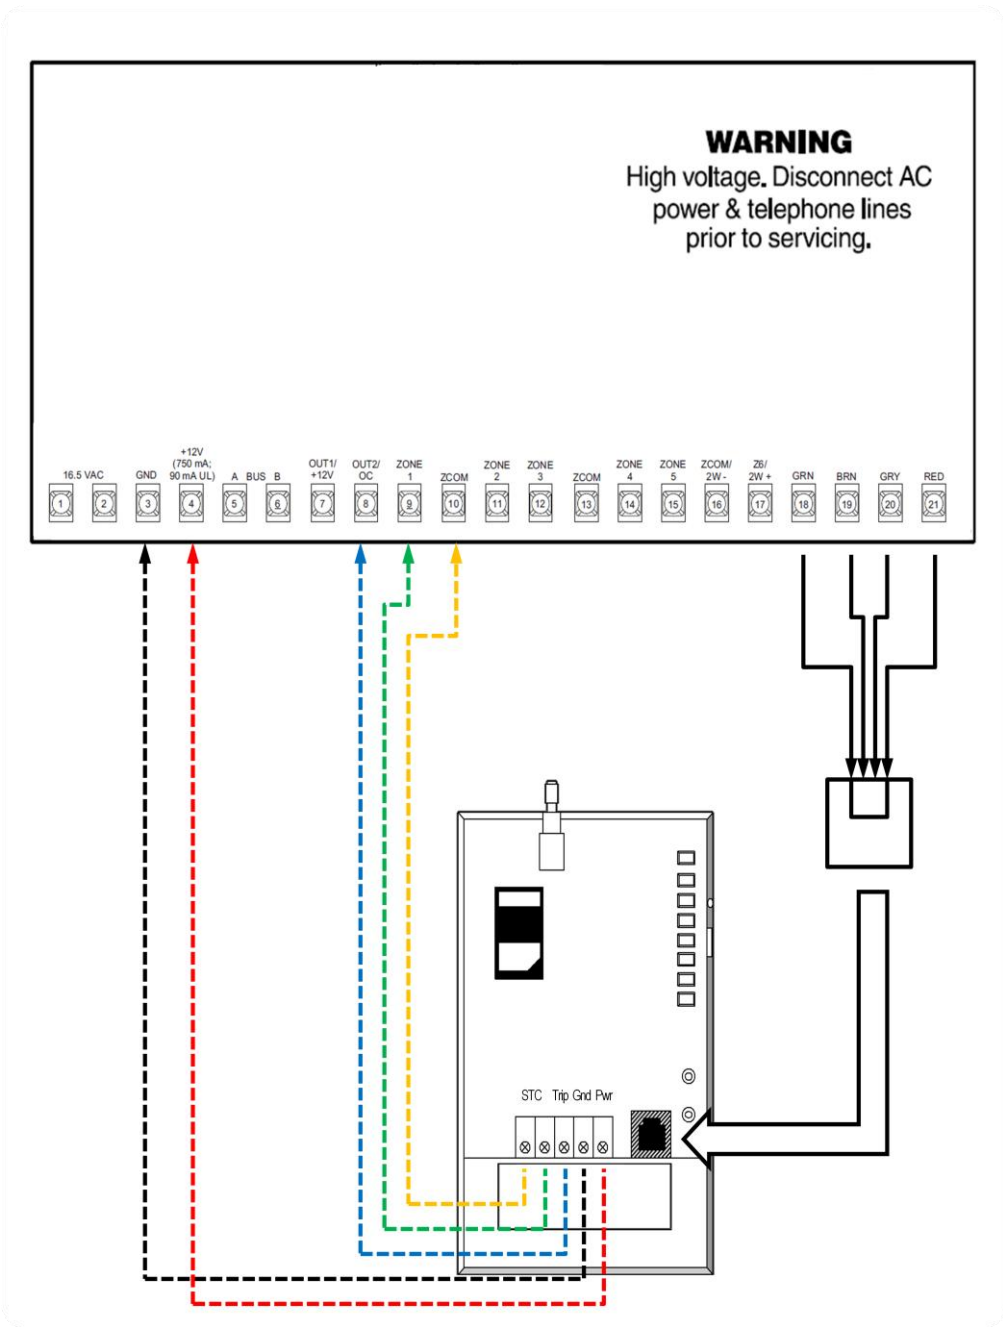 WARNING
High voltage. Disconnect AC
power & telephone lines
prior to servicing.
+12V
(750 mA;
90 mA UL)
16.5 VAC
GND
A BUS B
OUT1/
+12V
OUT2/
OC
ZONE
1
ZCOM
ZONE
2
ZONE
3
ZCOM
ZONE
4
ZONE
5
ZCOM/
2W -
Z6/
2W +
GRN
BRN
GRY
RED
1 2 3 4 5 6 7 8 9 10 11 12 13 14 15 16 17 18 19 20 21
STC Trip Gnd Pwr